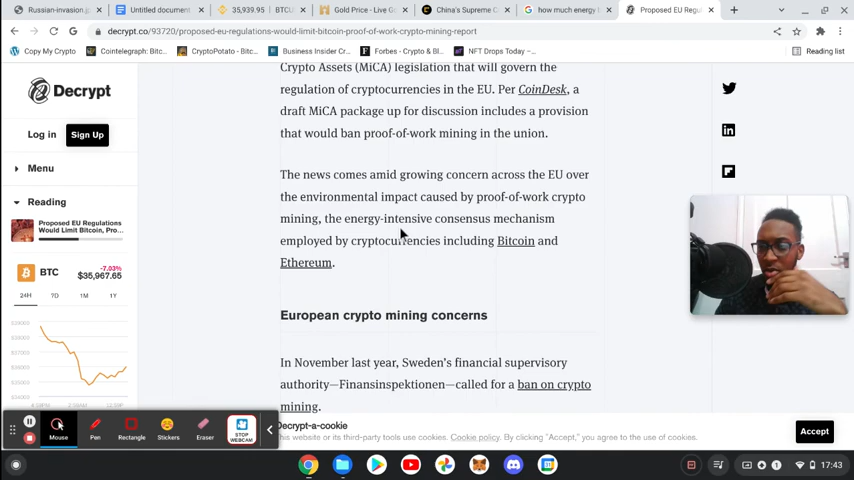 Russian-invasion.j
Untitled document
35,939.95 | BTCU
Gold Price - Live G
China's Supreme C
how much energy
Proposed EU Regul
decrypt.co/93720/proposed-eu-regulations-would-limit-bitcoin-proof-of-work-crypto-mining-report
Copy My Crypto
Cointelegraph: Bitc...
CryptoPotato - Bitc...
Business Insider Cr...
Forbes - Crypto & Bl...
NFT Drops Today –...
Reading list
Decrypt
Log in
Sign Up
Menu
Reading
Proposed EU Regulations
Would Limit Bitcoin, Pro...
BTC
-7.03%
$35,967.65
24H 7D 1M 1Y
Crypto Assets (MiCA) legislation that will govern the
regulation of cryptocurrencies in the EU. Per CoinDesk, a
draft MiCA package up for discussion includes a provision
that would ban proof-of-work mining in the union.
The news comes amid growing concern across the EU over
the environmental impact caused by proof-of-work crypto
mining, the energy-intensive consensus mechanism
employed by cryptocurrencies including Bitcoin and
Ethereum.
European crypto mining concerns
In November last year, Sweden's financial supervisory
authority—Finansinspektionen—called for a ban on crypto
mining.
Decrypt-a-cookie
this website or its third-party tools use cookies. Cookie policy. By clicking "Accept," you agree to the use of cookies.
Accept
Mouse
Pen
Rectangle
Stickers
Eraser
STOP
WEBCAM
17:43